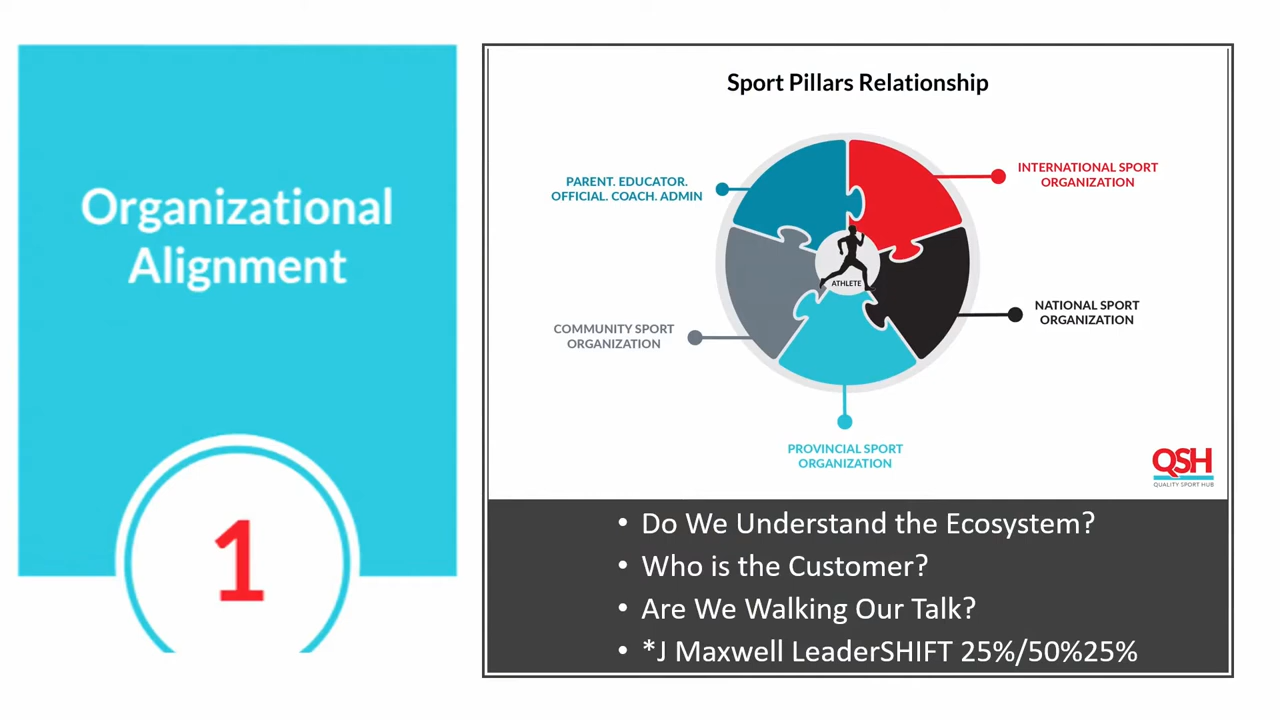 Organizational
Alignment
1
Sport Pillars Relationship
PARENT. EDUCATOR.
OFFICIAL. COACH. ADMIN
INTERNATIONAL SPORT
ORGANIZATION
ATHLETE
COMMUNITY SPORT
ORGANIZATION
NATIONAL SPORT
ORGANIZATION
PROVINCIAL SPORT
ORGANIZATION
QSH
QUALITY SPORT HUB
• Do We Understand the Ecosystem?
• Who is the Customer?
• Are We Walking Our Talk?
• *J Maxwell LeaderSHIFT 25%/50%25%